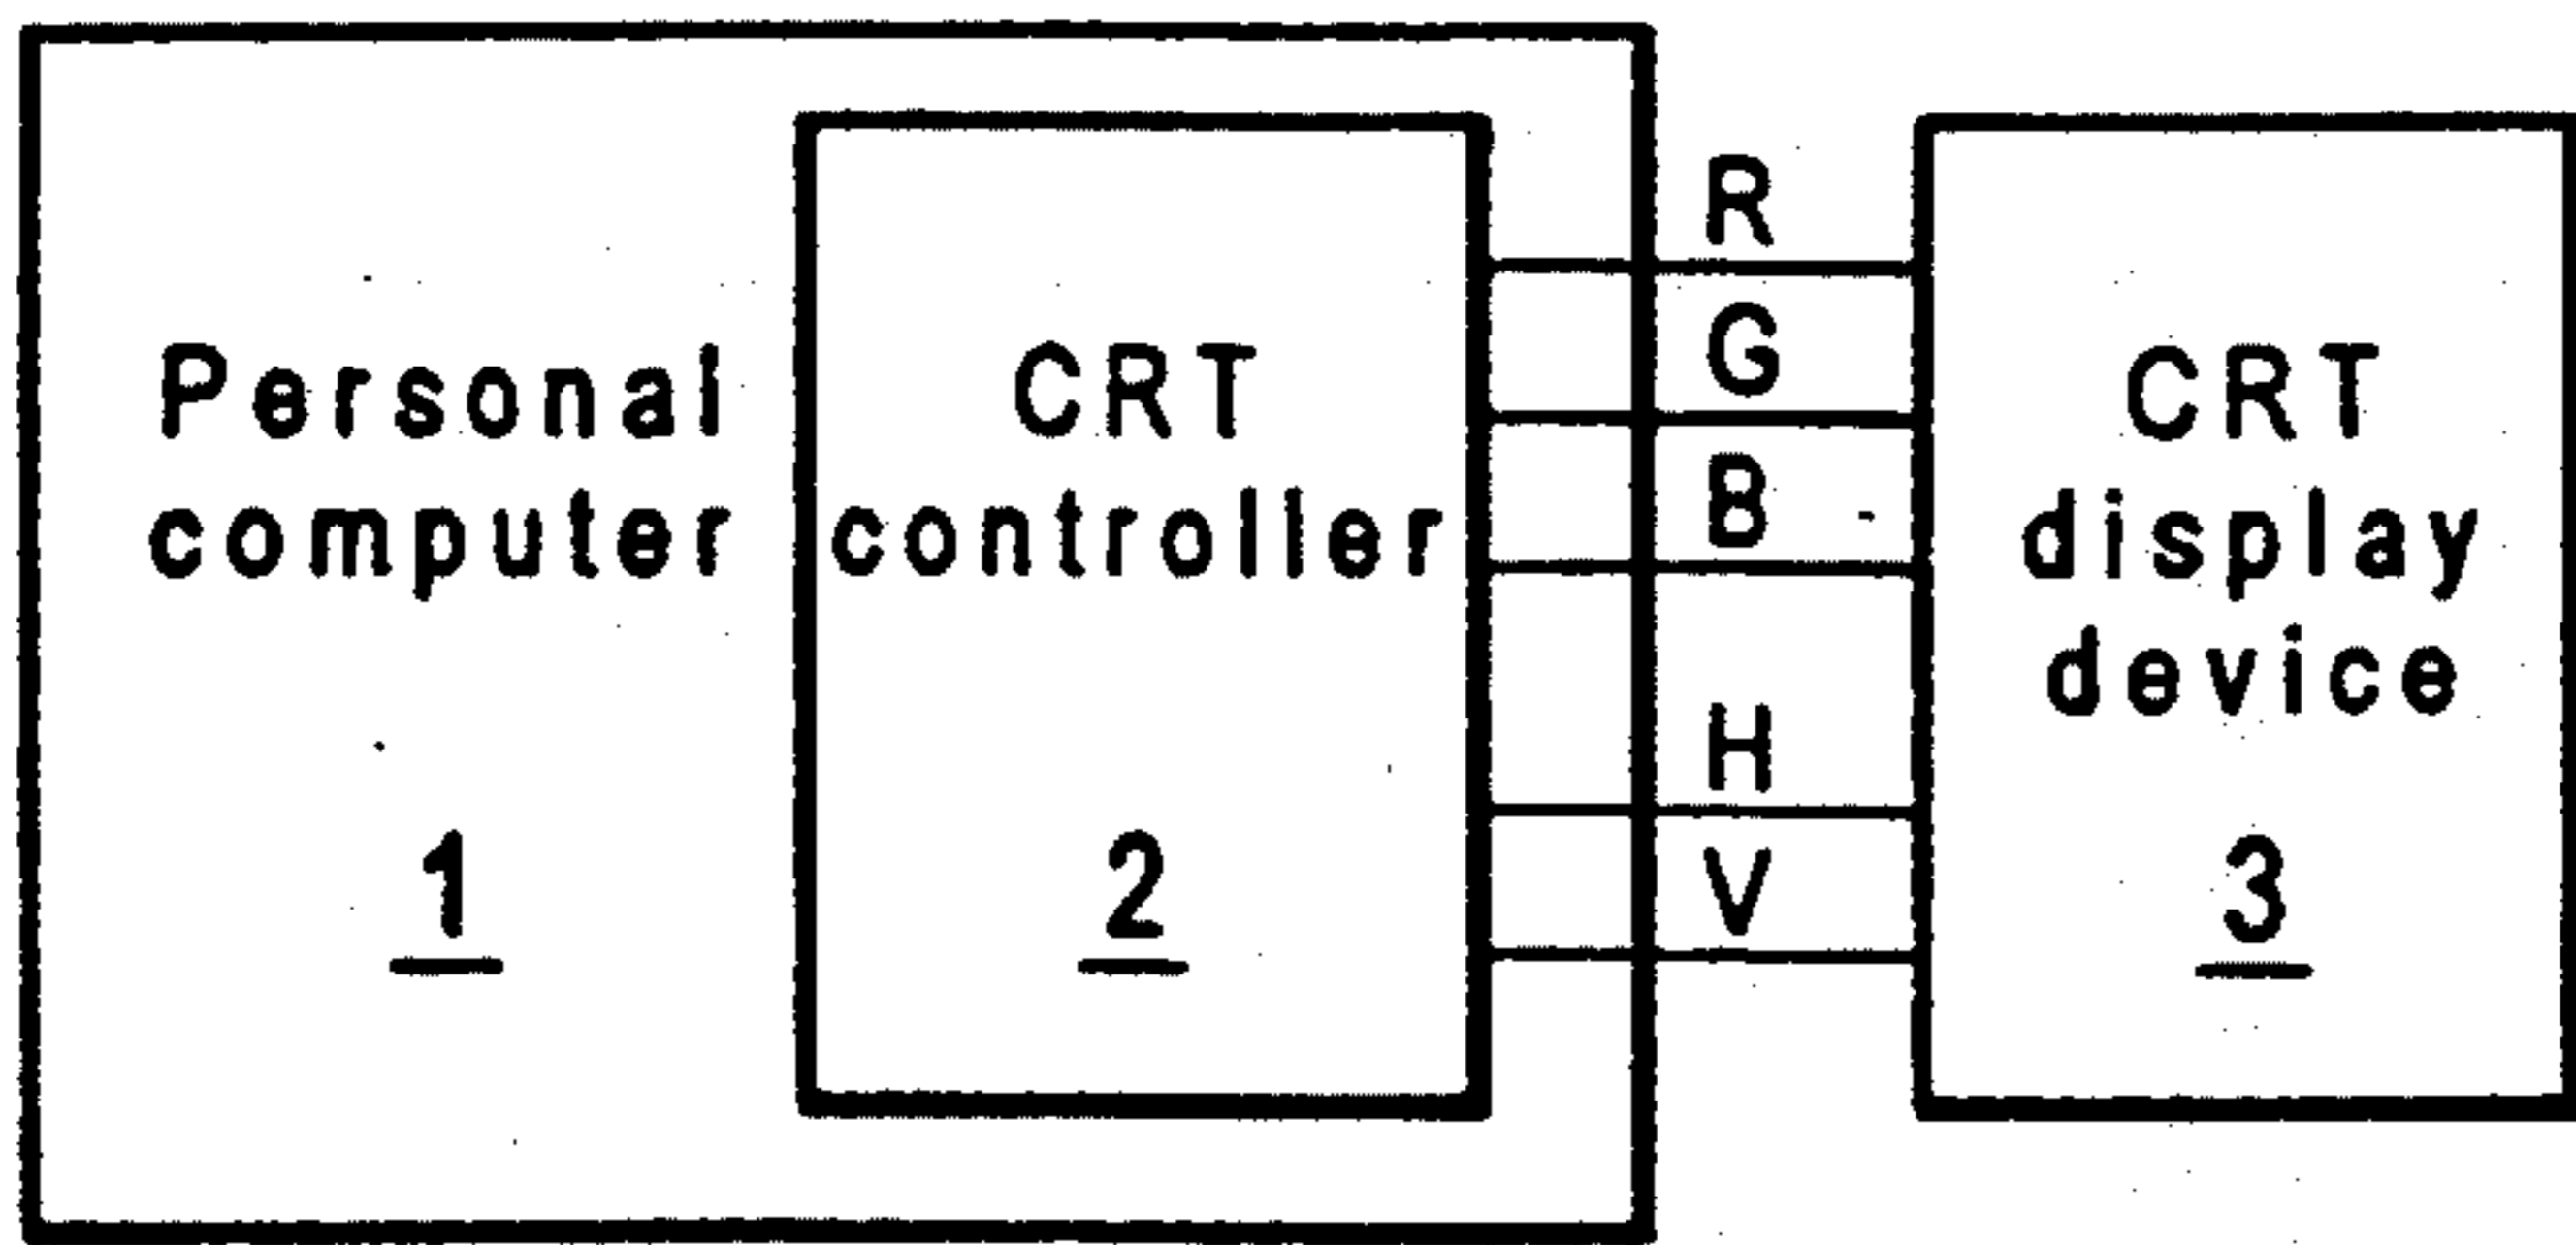 Personal
computer
1
CRT
controller
2
R
G
B
H
V
CRT
display
device
3